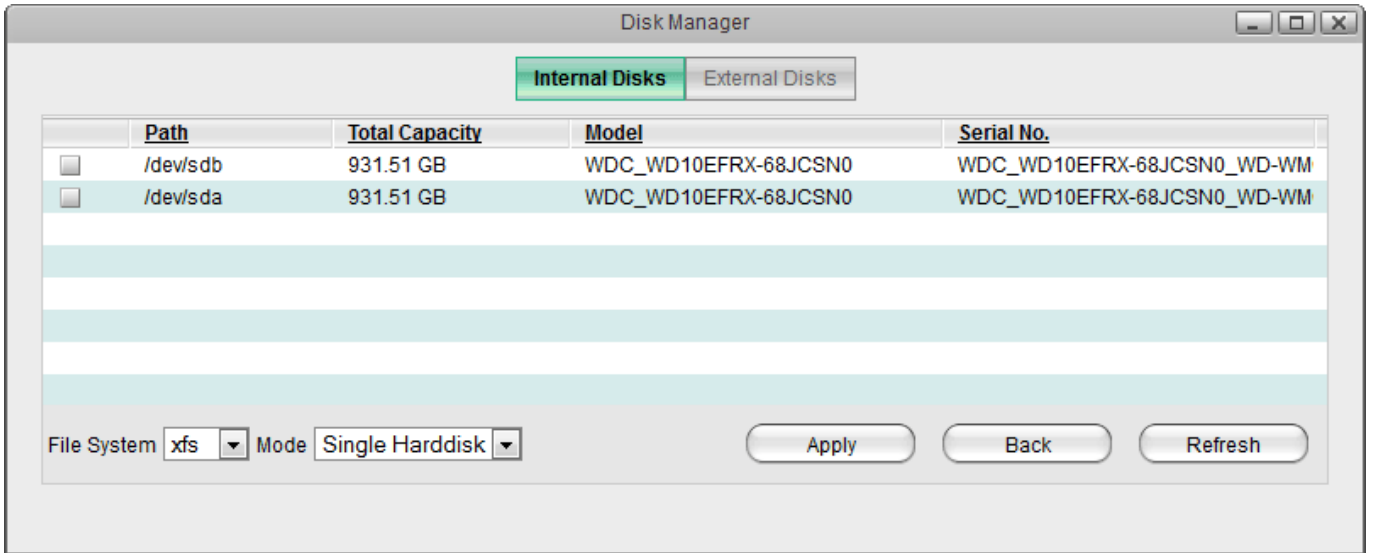 Disk Manager
Internal Disks External Disks
Path Total Capacity Model Serial No.
/dev/sdb 931.51 GB WDC_WD10EFRX-68JCSN0 WDC_WD10EFRX-68JCSN0_WD-WM
/dev/sda 931.51 GB WDC_WD10EFRX-68JCSN0 WDC_WD10EFRX-68JCSN0_WD-WM
File System xfs Mode Single Harddisk Apply Back Refresh